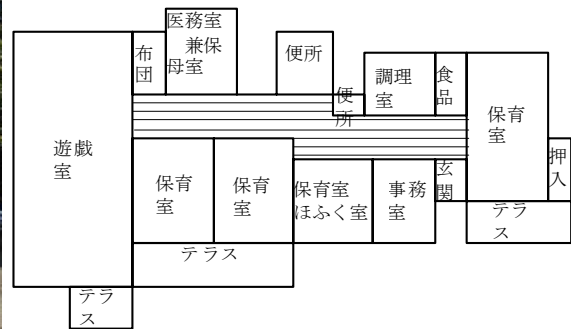 医務室
兼保
母室
布
団
便所
便
所
調理
室
食
品
保育
室
遊戯
室
保育
室
保育
室
保育室
ほふく室
事務
室
玄
関
押
入
テラ
ス
テラス
テラ
ス